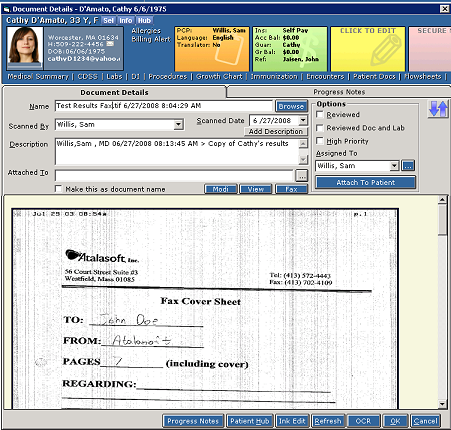 Document Details - D'Amato, Cathy 6/6/1975
Cathy D'Amato, 33 Y, F Sel Info Hub
Worcester, MA 01634
H:509-222-4456
DOB:06/06/1975
cathyD1234@yahoo.
Allergies
Billing Alert
PCP: Willis, Sam
Language: English
Translator: No
Ins: Self Pay
Acc Bal: $0.00
Guar: Cathy
Gr Bal: $0.00
Ref: Jaisen, John
CLICK TO EDIT
SECURE
Medical Summary | CDSS | Labs | DI | Procedures | Growth Chart | Immunization | Encounters | Patient Docs | Flowsheets |
Document Details
Progress Notes
Name Test Results Fax.tif 6/27/2008 8:04:29 AM Browse
Scanned By Willis, Sam Scanned Date 6 /27/2008
Add Description
Description Willis,Sam , MD 06/27/2008 08:13:45 AM > Copy of Cathy's results
Attached To ...
Make this as document name Modi View Fax
Options
Reviewed
Reviewed Doc and Lab
High Priority
Assigned To
Willis, Sam ...
Attach To Patient
Jul 29 03 08:54a p.1
Atalasoft, Inc.
56 Court Street Suite #3
Westfield, Mass 01085
Tel: (413) 572-4443
Fax: (413) 702-4109
Fax Cover Sheet
TO: John Doe
FROM: Atalasoft
PAGES 1 (including cover)
REGARDING:
Progress Notes Patient Hub Ink Edit Refresh OCR OK Cancel